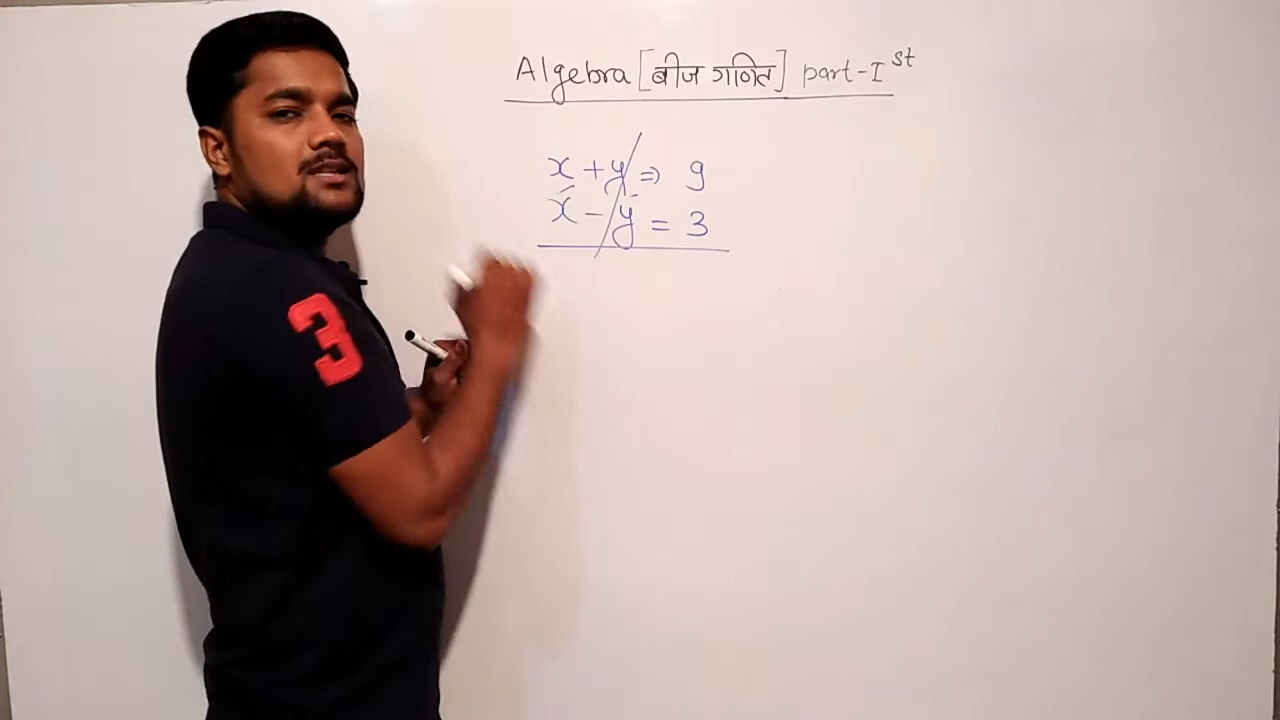 Algebra [बीज गणित] part-Ist
x + y ⇒ 9
x - y = 3
3